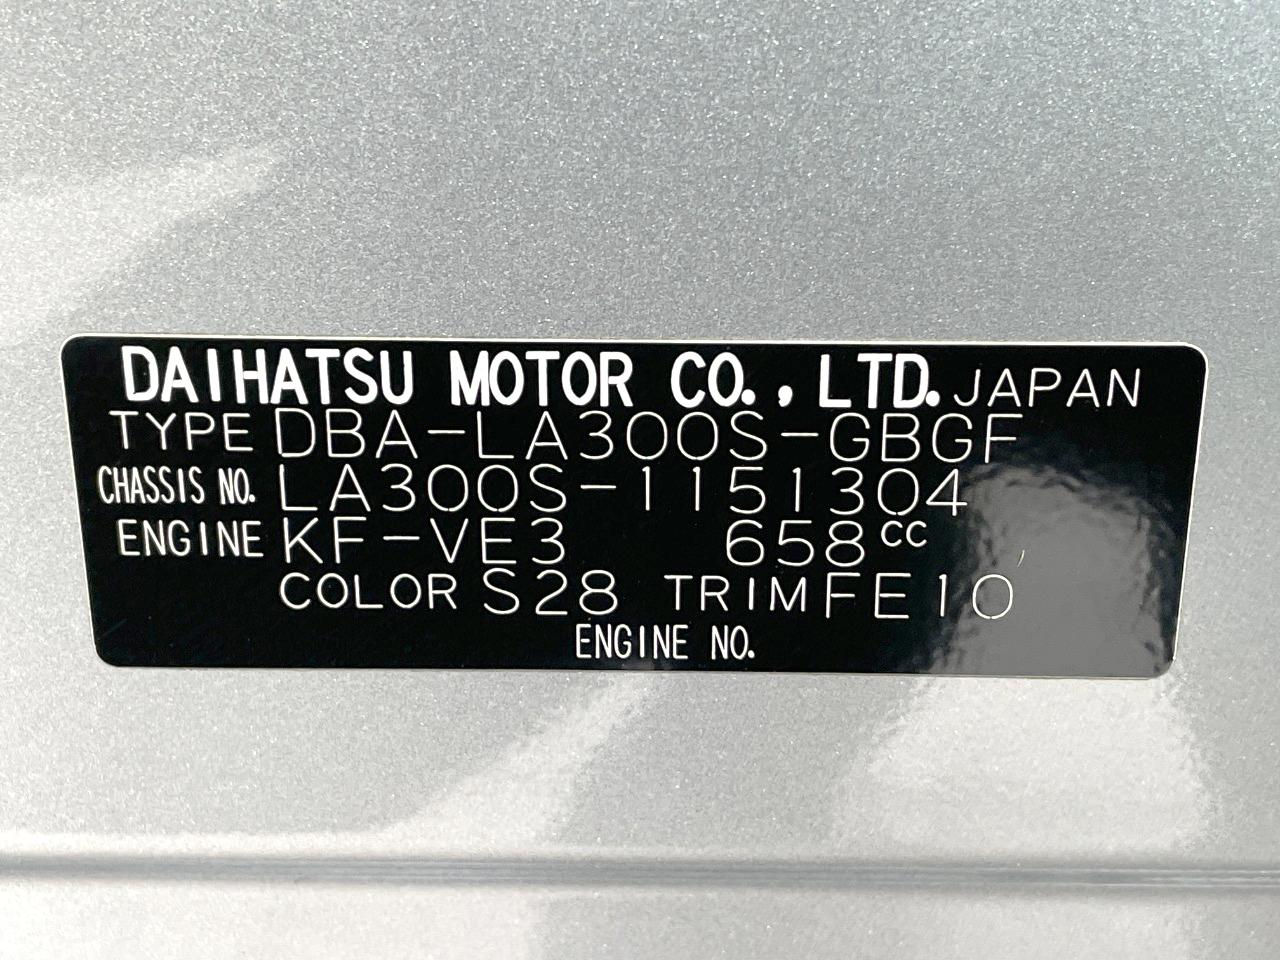 DAIHATSU MOTOR CO., LTD. JAPAN
TYPE DBA-LA300S-GBGF
CHASSIS NO. LA300S-1151304
ENGINE KF-VE3 658cc
COLOR S28 TRIM FE10
ENGINE NO.